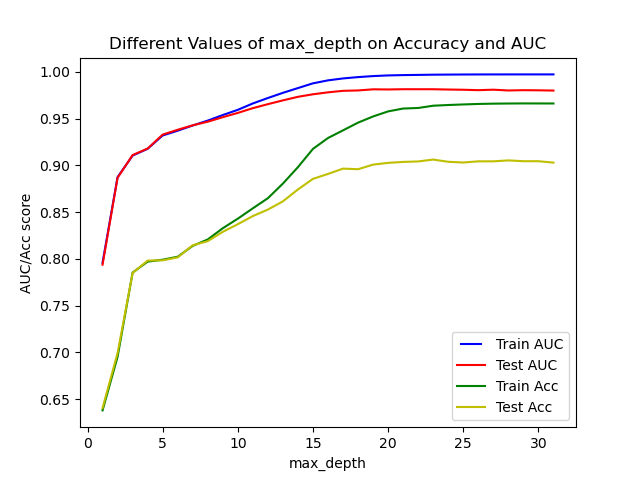 Different Values of max_depth on Accuracy and AUC
1.00
0.95
0.90
0.85
0.80
0.75
0.70
0.65
AUC/Acc score
Train AUC
Test AUC
Train Acc
Test Acc
0 5 10 15 20 25 30
max_depth